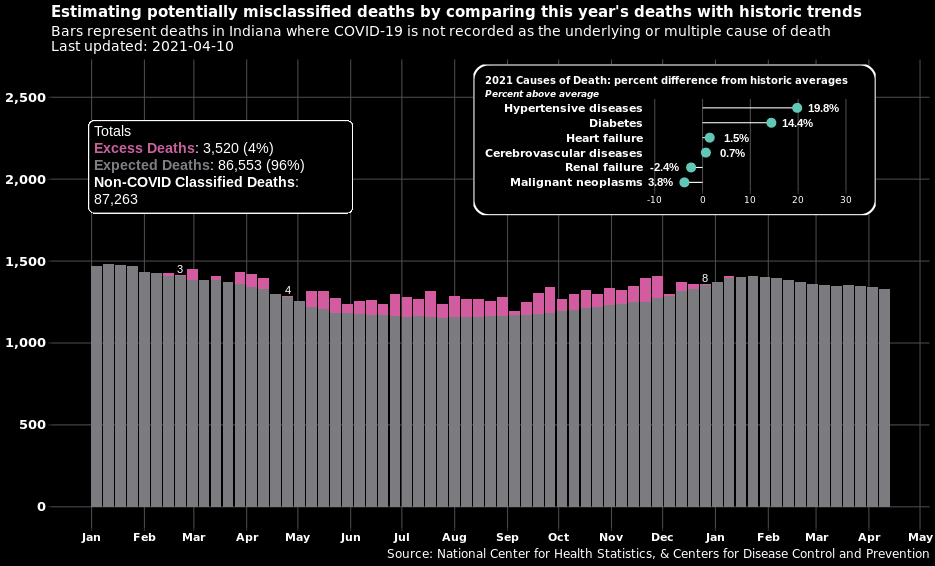 Estimating potentially misclassified deaths by comparing this year's deaths with historic trends
Bars represent deaths in Indiana where COVID-19 is not recorded as the underlying or multiple cause of death
Last updated: 2021-04-10
2021 Causes of Death: percent difference from historic averages
Percent above average
Hypertensive diseases 19.8%
Diabetes 14.4%
Heart failure 1.5%
Cerebrovascular diseases 0.7%
Renal failure -2.4%
Malignant neoplasms 3.8%
-10 0 10 20 30
Totals
Excess Deaths: 3,520 (4%)
Expected Deaths: 86,553 (96%)
Non-COVID Classified Deaths:
87,263
2,500
2,000
1,500
1,000
500
0
3
4
8
Jan Feb Mar Apr May Jun Jul Aug Sep Oct Nov Dec Jan Feb Mar Apr May
Source: National Center for Health Statistics, & Centers for Disease Control and Prevention